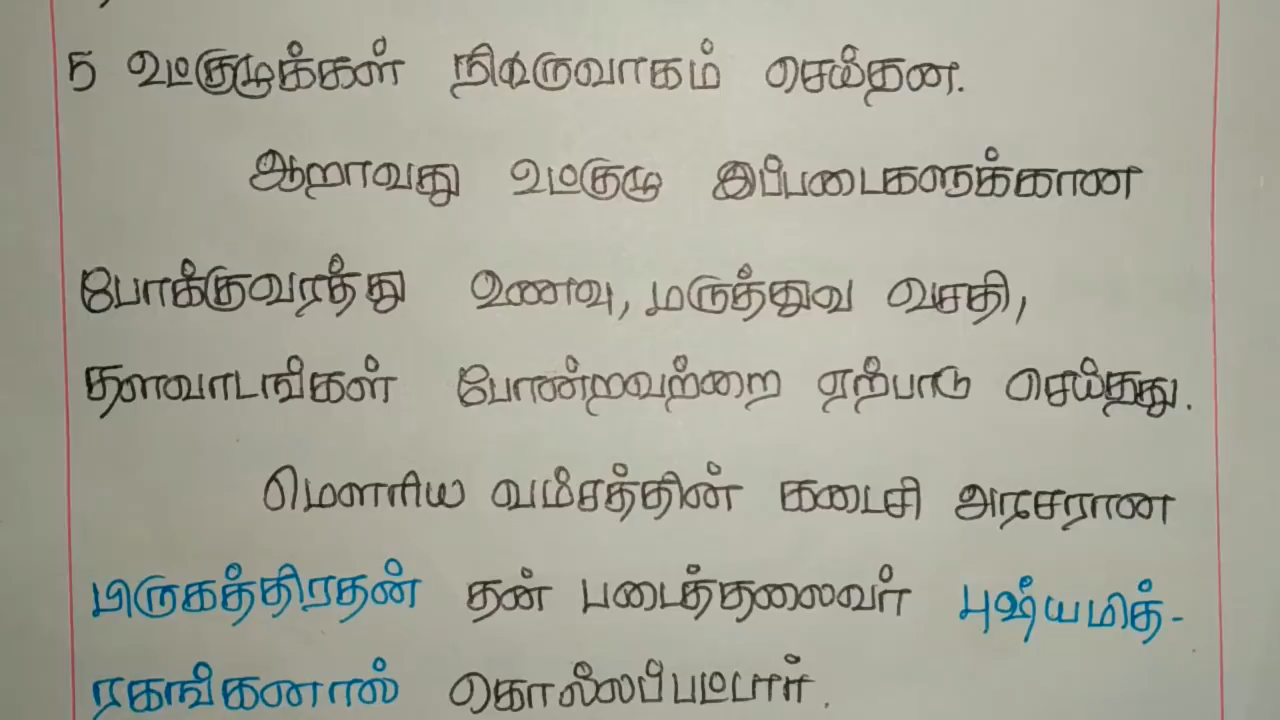 5 உட்குழுக்கள் நிருவாகம் செய்தன.
ஆறாவது உட்குழு இப்படைகளுக்கான
போக்குவரத்து உணவு, மருத்துவ வசதி,
தளவாடங்கள் போன்றவற்றை ஏற்பாடு செய்தது.
மௌரிய வம்சத்தின் கடைசி அரசரான
பிருகத்திரதன் தன் படைத்தலைவர் புஷ்யமித்-
ரசுங்கனால் கொல்லப்பட்டார்.